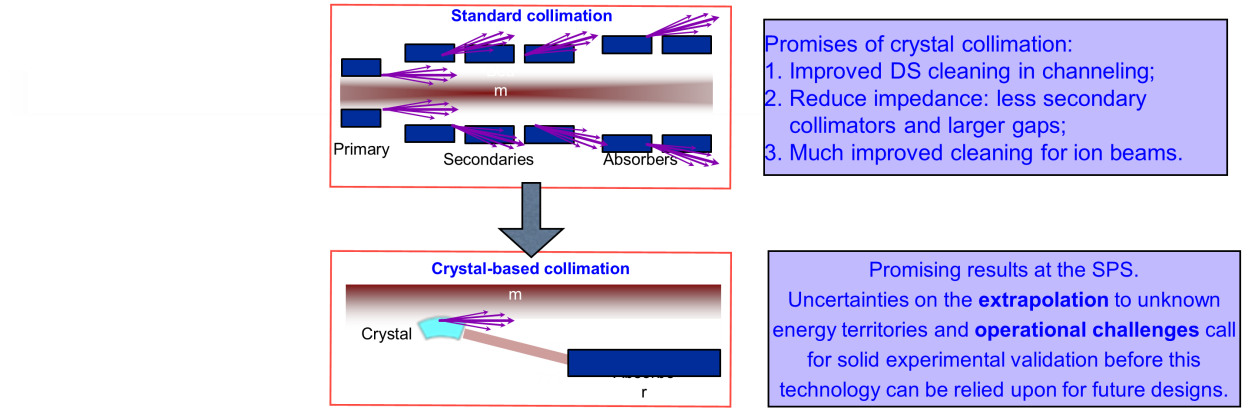 Standard collimation
m
Primary
Secondaries
Absorbers
Promises of crystal collimation:
1. Improved DS cleaning in channeling;
2. Reduce impedance: less secondary
collimators and larger gaps;
3. Much improved cleaning for ion beams.
Crystal-based collimation
m
Crystal
r
Promising results at the SPS.
Uncertainties on the extrapolation to unknown
energy territories and operational challenges call
for solid experimental validation before this
technology can be relied upon for future designs.